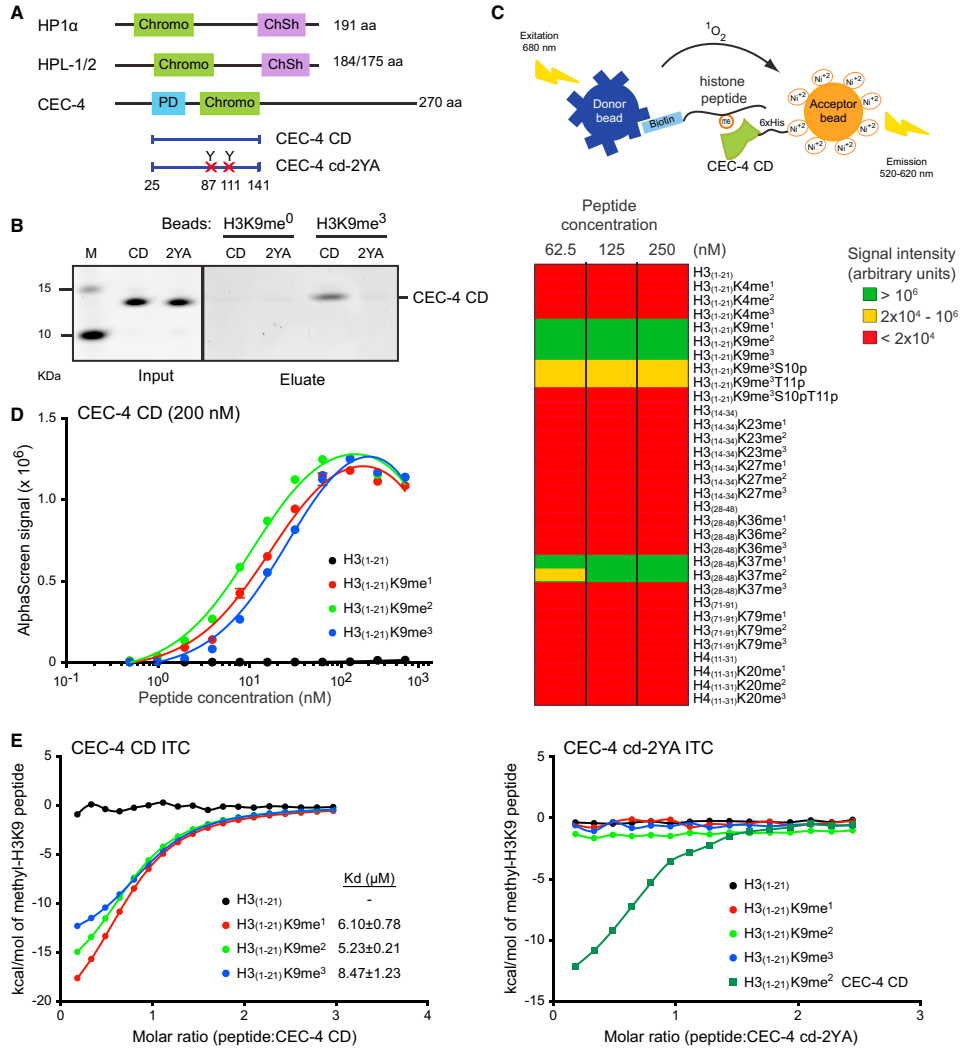 A
HP1α
Chromo
ChSh
191 aa
HPL-1/2
Chromo
ChSh
184/175 aa
CEC-4
PD
Chromo
270 aa
CEC-4 CD
Y Y
CEC-4 cd-2YA
25 87 111 141
B
Beads: H3K9me⁰ H3K9me³
M CD 2YA CD 2YA CD 2YA
15
CEC-4 CD
10
KDa
Input Eluate
C
Exitation
680 nm
¹O₂
Donor
bead
Biotin
histone
peptide
me
6xHis
CEC-4 CD
Ni⁺² Ni⁺² Ni⁺² Ni⁺² Ni⁺² Ni⁺² Ni⁺² Ni⁺²
Acceptor
bead
Emission
520-620 nm
Peptide
concentration
62.5 125 250 (nM)
H3₍₁₋₂₁₎
H3₍₁₋₂₁₎K4me¹
H3₍₁₋₂₁₎K4me²
H3₍₁₋₂₁₎K4me³
H3₍₁₋₂₁₎K9me¹
H3₍₁₋₂₁₎K9me²
H3₍₁₋₂₁₎K9me³
H3₍₁₋₂₁₎K9me³S10p
H3₍₁₋₂₁₎K9me³T11p
H3₍₁₋₂₁₎K9me³S10pT11p
H3₍₁₄₋₃₄₎
H3₍₁₄₋₃₄₎K23me¹
H3₍₁₄₋₃₄₎K23me²
H3₍₁₄₋₃₄₎K23me³
H3₍₁₄₋₃₄₎K27me¹
H3₍₁₄₋₃₄₎K27me²
H3₍₁₄₋₃₄₎K27me³
H3₍₂₈₋₄₈₎
H3₍₂₈₋₄₈₎K36me¹
H3₍₂₈₋₄₈₎K36me²
H3₍₂₈₋₄₈₎K36me³
H3₍₂₈₋₄₈₎K37me¹
H3₍₂₈₋₄₈₎K37me²
H3₍₂₈₋₄₈₎K37me³
H3₍₇₁₋₉₁₎
H3₍₇₁₋₉₁₎K79me¹
H3₍₇₁₋₉₁₎K79me²
H3₍₇₁₋₉₁₎K79me³
H4₍₁₁₋₃₁₎
H4₍₁₁₋₃₁₎K20me¹
H4₍₁₁₋₃₁₎K20me²
H4₍₁₁₋₃₁₎K20me³
Signal intensity
(arbitrary units)
> 10⁶
2x10⁴ - 10⁶
< 2x10⁴
D
CEC-4 CD (200 nM)
AlphaScreen signal (x 10⁶)
1.5
1.0
0.5
0
H3₍₁₋₂₁₎
H3₍₁₋₂₁₎K9me¹
H3₍₁₋₂₁₎K9me²
H3₍₁₋₂₁₎K9me³
10⁻¹ 10⁰ 10¹ 10² 10³
Peptide concentration (nM)
E
CEC-4 CD ITC
kcal/mol of methyl-H3K9 peptide
5
0
-5
-10
-15
-20
Kd (µM)
H3₍₁₋₂₁₎ -
H3₍₁₋₂₁₎K9me¹ 6.10±0.78
H3₍₁₋₂₁₎K9me² 5.23±0.21
H3₍₁₋₂₁₎K9me³ 8.47±1.23
0 1 2 3 4
Molar ratio (peptide:CEC-4 CD)
CEC-4 cd-2YA ITC
kcal/mol of methyl-H3K9 peptide
5
0
-5
-10
-15
H3₍₁₋₂₁₎
H3₍₁₋₂₁₎K9me¹
H3₍₁₋₂₁₎K9me²
H3₍₁₋₂₁₎K9me³
H3₍₁₋₂₁₎K9me² CEC-4 CD
0 1 2 3
Molar ratio (peptide:CEC-4 cd-2YA)